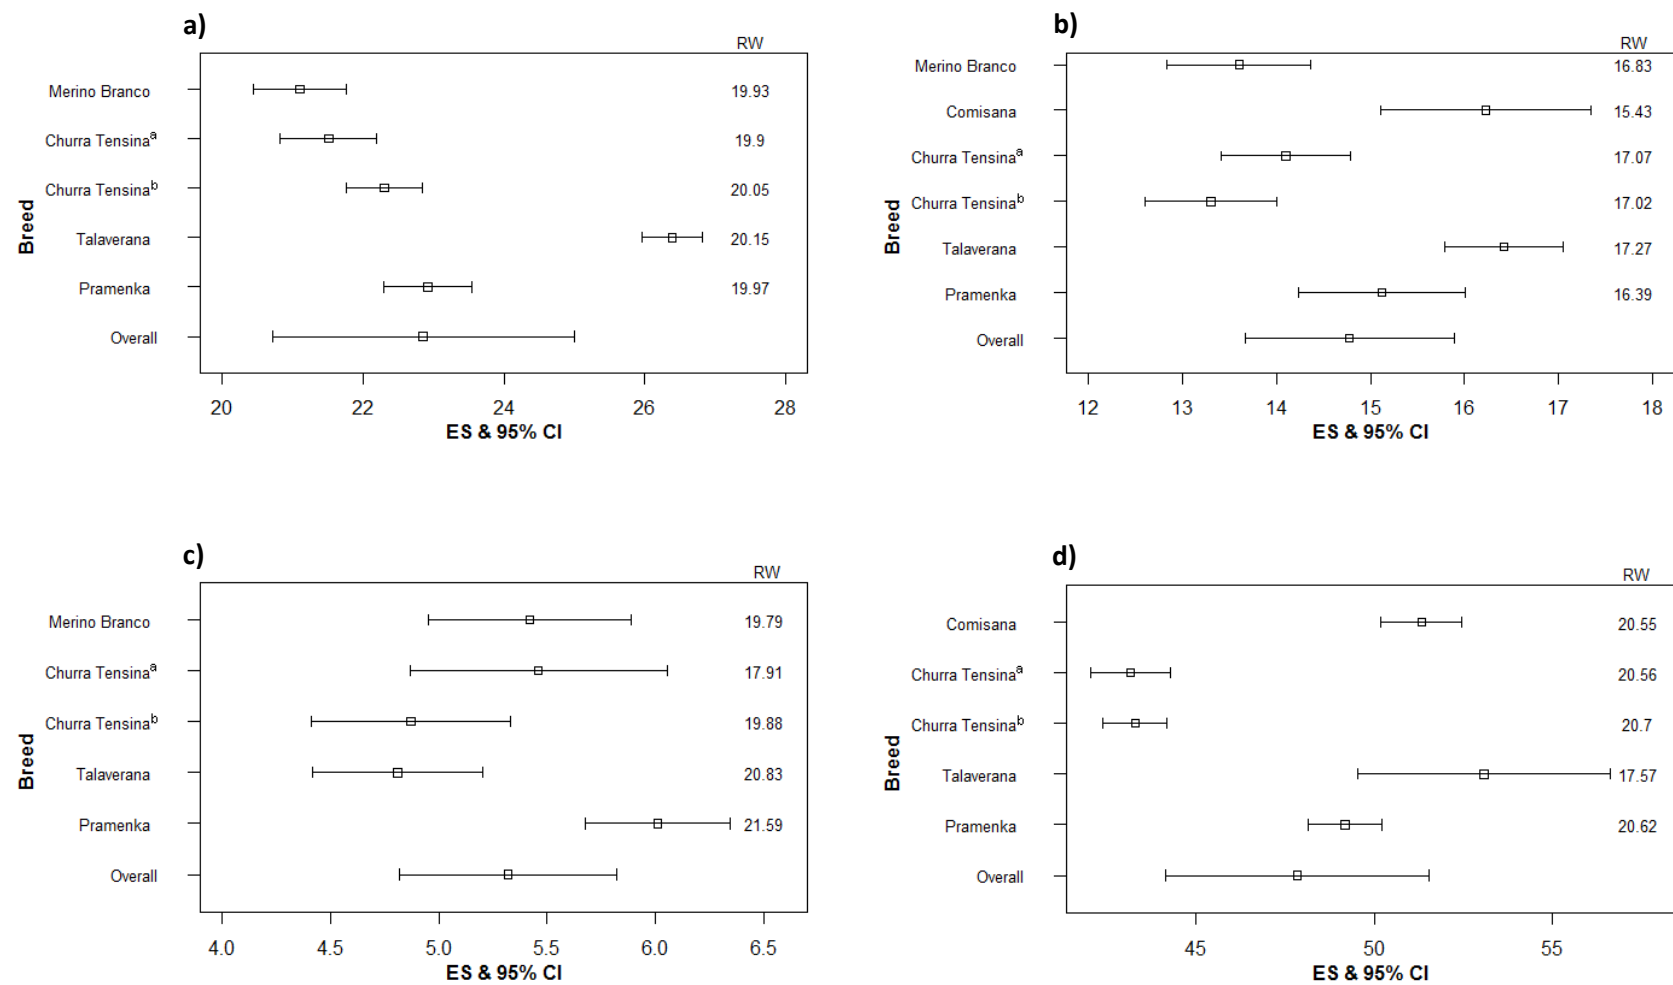 a)
RW
Merino Branco 19.93
Churra Tensinaᵃ 19.9
Churra Tensinaᵇ 20.05
Talaverana 20.15
Pramenka 19.97
Overall
Breed
20 22 24 26 28
ES & 95% CI
b)
RW
Merino Branco 16.83
Comisana 15.43
Churra Tensinaᵃ 17.07
Churra Tensinaᵇ 17.02
Talaverana 17.27
Pramenka 16.39
Overall
Breed
12 13 14 15 16 17 18
ES & 95% CI
c)
RW
Merino Branco 19.79
Churra Tensinaᵃ 17.91
Churra Tensinaᵇ 19.88
Talaverana 20.83
Pramenka 21.59
Overall
Breed
4.0 4.5 5.0 5.5 6.0 6.5
ES & 95% CI
d)
RW
Comisana 20.55
Churra Tensinaᵃ 20.56
Churra Tensinaᵇ 20.7
Talaverana 17.57
Pramenka 20.62
Overall
Breed
45 50 55
ES & 95% CI